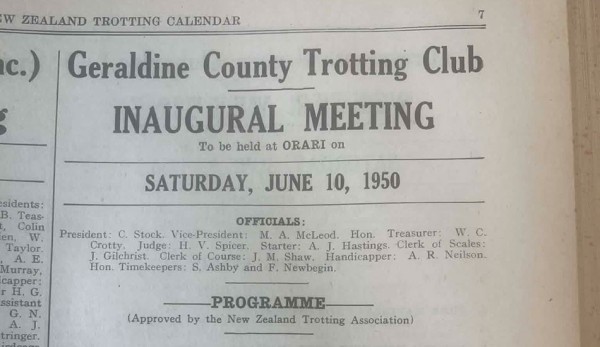 W ZEALAND TROTTING CALENDAR
7
nc.)
Geraldine County Trotting Club
INAUGURAL MEETING
To be held at ORARI on
SATURDAY, JUNE 10, 1950
OFFICIALS:
President: C. Stock. Vice-President: M. A. McLeod. Hon. Treasurer: W. C.
Crotty. Judge: H. V. Spicer. Starter: A. J. Hastings. Clerk of Scales:
J. Gilchrist. Clerk of Course: J. M. Shaw. Handicapper: A. R. Neilson.
Hon. Timekeepers: S. Ashby and F. Newbegin.
PROGRAMME
(Approved by the New Zealand Trotting Association)
esidents:
B. Teas-
t, Colin
en, W.
Taylor.
, A. E.
Murray,
icapper:
r H. G.
ssistant
G. N.
A. J.
tringer.